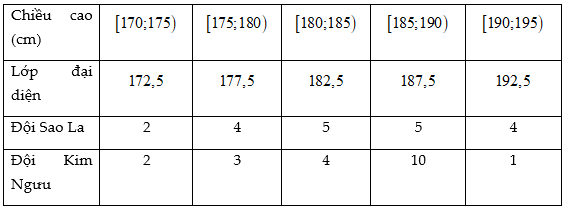 Chiều cao (cm) [170;175) [175;180) [180;185) [185;190) [190;195)
Lớp đại diện 172,5 177,5 182,5 187,5 192,5
Đội Sao La 2 4 5 5 4
Đội Kim Ngưu 2 3 4 10 1